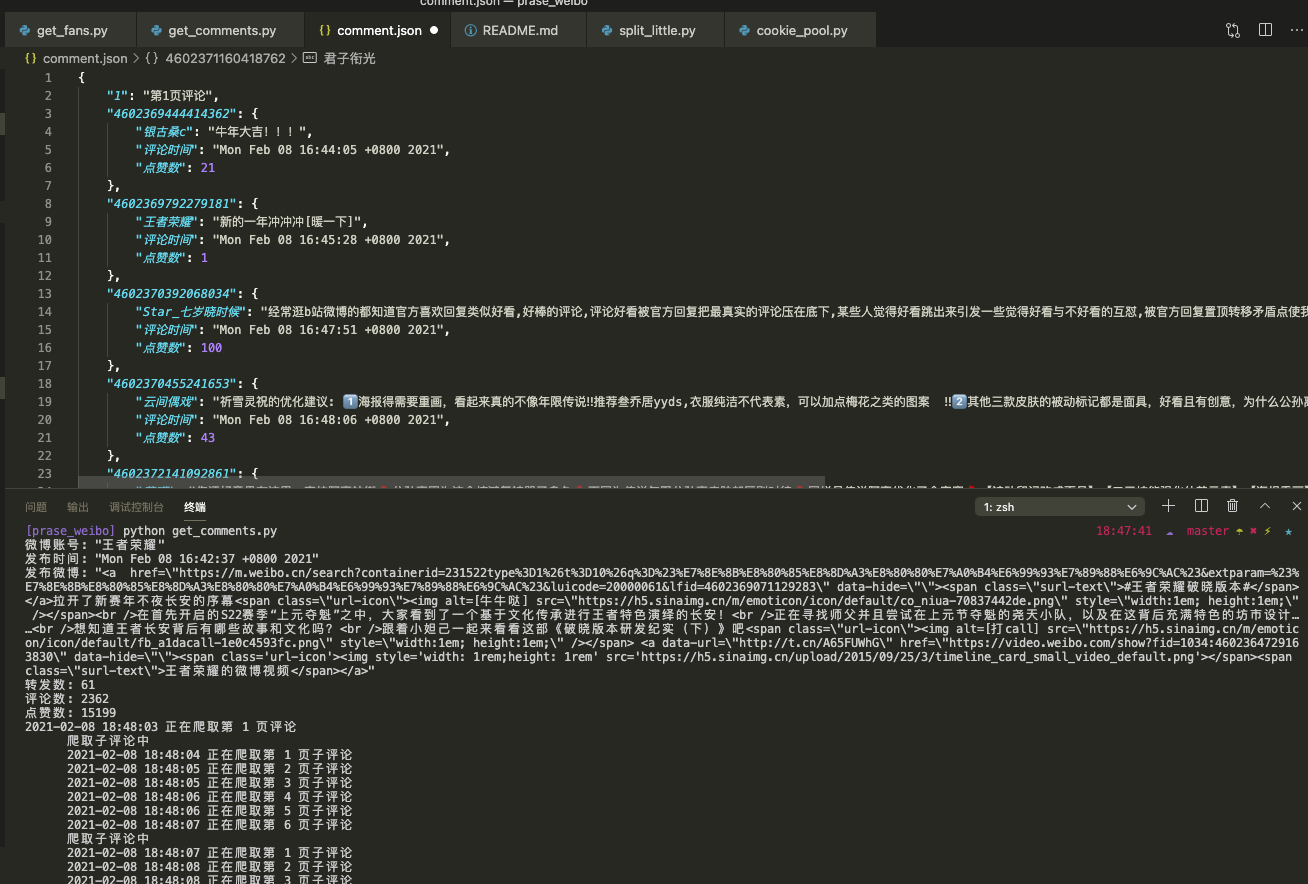 comment.json — prase_weibo
get_fans.py
get_comments.py
{} comment.json ●
README.md
split_little.py
cookie_pool.py
{} comment.json > {} 4602371160418762 > 君子衔光
1 {
2 "1": "第1页评论",
3 "4602369444414362": {
4 "银古桑c": "牛年大吉！！！",
5 "评论时间": "Mon Feb 08 16:44:05 +0800 2021",
6 "点赞数": 21
7 },
8 "4602369792279181": {
9 "王者荣耀": "新的一年冲冲冲[暖一下]",
10 "评论时间": "Mon Feb 08 16:45:28 +0800 2021",
11 "点赞数": 1
12 },
13 "4602370392068034": {
14 "Star_七岁晓时候": "经常逛b站微博的都知道官方喜欢回复类似好看,好棒的评论,评论好看被官方回复把最真实的评论压在底下,某些人觉得好看跳出来引发一些觉得好看与不好看的互怼,被官方回复置顶转移矛盾点使我
15 "评论时间": "Mon Feb 08 16:47:51 +0800 2021",
16 "点赞数": 100
17 },
18 "4602370455241653": {
19 "云间偶戏": "祈雪灵祝的优化建议: 1️⃣海报得需要重画，看起来真的不像年限传说‼推荐叁乔居yyds,衣服纯洁不代表素，可以加点梅花之类的图案 ‼2️⃣其他三款皮肤的被动标记都是面具，好看且有创意，为什么公孙离
20 "评论时间": "Mon Feb 08 16:48:06 +0800 2021",
21 "点赞数": 43
22 },
23 "4602372141092861": {
问题 输出 调试控制台 终端
1: zsh
[prase_weibo] python get_comments.py
18:47:41 master
微博账号: "王者荣耀"
发布时间: "Mon Feb 08 16:42:37 +0800 2021"
发布微博: "<a  href=\"https://m.weibo.cn/search?containerid=231522type%3D1%26t%3D10%26q%3D%23%E7%8E%8B%E8%80%85%E8%8D%A3%E8%80%80%E7%A0%B4%E6%99%93%E7%89%88%E6%9C%AC%23&extparam=%23%
E7%8E%8B%E8%80%85%E8%8D%A3%E8%80%80%E7%A0%B4%E6%99%93%E7%89%88%E6%9C%AC%23&luicode=20000061&lfid=4602369071129283\" data-hide=\"\"><span class=\"surl-text\">#王者荣耀破晓版本#</span>
</a>拉开了新赛年不夜长安的序幕<span class=\"url-icon\"><img alt=[牛牛哒] src=\"https://h5.sinaimg.cn/m/emoticon/icon/default/co_niua-70837442de.png\" style=\"width:1em; height:1em;\"
/></span><br />在首先开启的S22赛季“上元夺魁”之中，大家看到了一个基于文化传承进行王者特色演绎的长安！<br />正在寻找师父并且尝试在上元节夺魁的尧天小队，以及在这背后充满特色的坊市设计…
…<br />想知道王者长安背后有哪些故事和文化吗？<br />跟着小妲己一起来看看这部《破晓版本研发纪实（下）》吧<span class=\"url-icon\"><img alt=[打call] src=\"https://h5.sinaimg.cn/m/emotic
on/icon/default/fb_a1dacall-1e0c4593fc.png\" style=\"width:1em; height:1em;\" /></span> <a data-url=\"http://t.cn/A65FUWhG\" href=\"https://video.weibo.com/show?fid=1034:460236472916
3830\" data-hide=\"\"><span class='url-icon'><img style='width: 1rem;height: 1rem' src='https://h5.sinaimg.cn/upload/2015/09/25/3/timeline_card_small_video_default.png'></span><span
class=\"surl-text\">王者荣耀的微博视频</span></a>"
转发数: 61
评论数: 2362
点赞数: 15199
2021-02-08 18:48:03 正在爬取第 1 页评论
爬取子评论中
2021-02-08 18:48:04 正在爬取第 1 页子评论
2021-02-08 18:48:05 正在爬取第 2 页子评论
2021-02-08 18:48:05 正在爬取第 3 页子评论
2021-02-08 18:48:06 正在爬取第 4 页子评论
2021-02-08 18:48:06 正在爬取第 5 页子评论
2021-02-08 18:48:07 正在爬取第 6 页子评论
爬取子评论中
2021-02-08 18:48:07 正在爬取第 1 页子评论
2021-02-08 18:48:08 正在爬取第 2 页子评论
2021-02-08 18:48:08 正在爬取第 3 页子评论